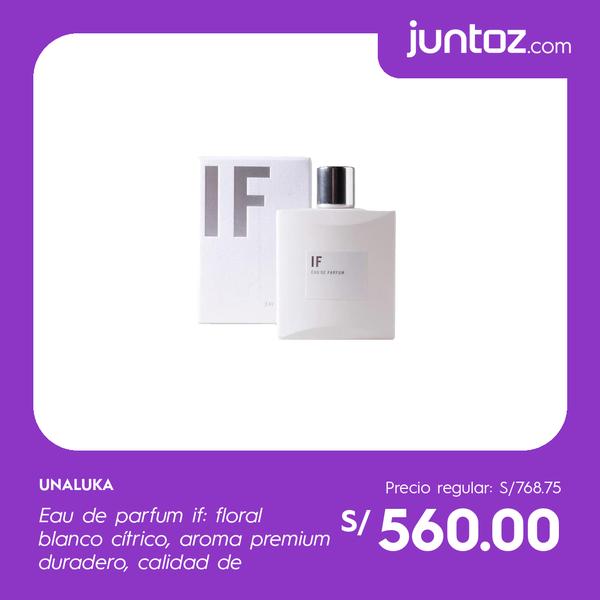 juntoz.com
IF
IF
EAU DE PARFUM
UNALUKA
Precio regular: S/768.75
Eau de parfum if: floral
blanco cítrico, aroma premium
duradero, calidad de
S/ 560.00